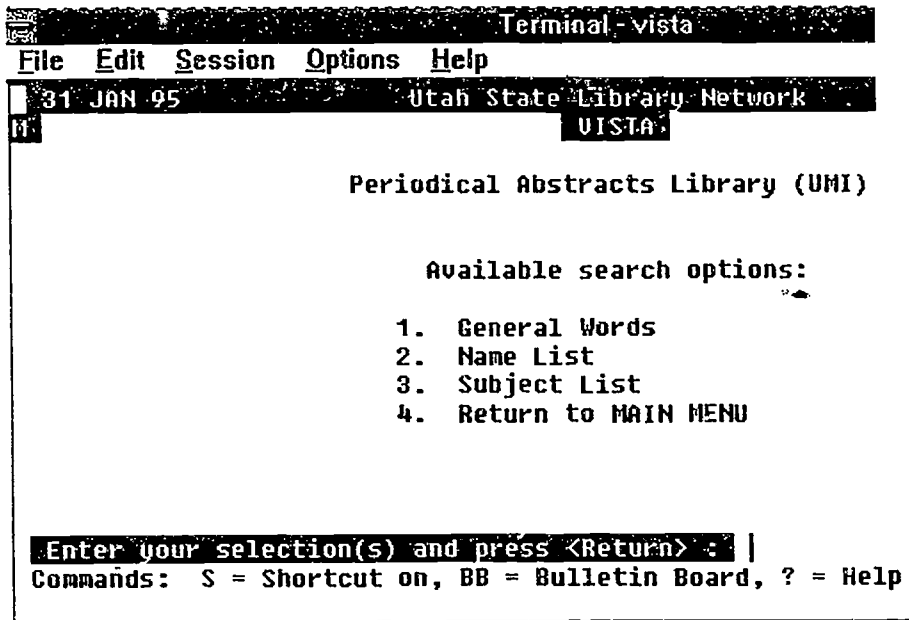 Terminal - vista
File Edit Session Options Help
31 JAN 95 Utah State Library Network
M VISTA
Periodical Abstracts Library (UMI)
Available search options:
1. General Words
2. Name List
3. Subject List
4. Return to MAIN MENU
Enter your selection(s) and press <Return> :
Commands: S = Shortcut on, BB = Bulletin Board, ? = Help